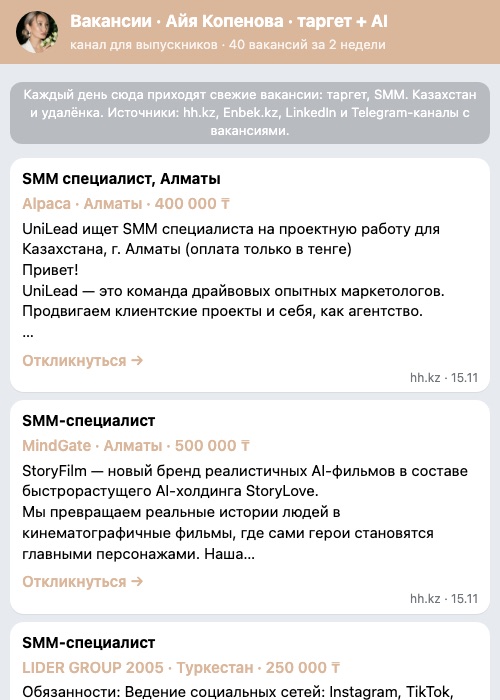 Вакансии · Айя Копенова · таргет + AI
канал для выпускников · 40 вакансий за 2 недели
Каждый день сюда приходят свежие вакансии: таргет, SMM. Казахстан
и удалёнка. Источники: hh.kz, Enbek.kz, LinkedIn и Telegram-каналы с
вакансиями.
SMM специалист, Алматы
Alpaca · Алматы · 400 000 ₸
UniLead ищет SMM специалиста на проектную работу для
Казахстана, г. Алматы (оплата только в тенге)
Привет!
UniLead — это команда драйвовых опытных маркетологов.
Продвигаем клиентские проекты и себя, как агентство.
...
Откликнуться →
hh.kz · 15.11
SMM-специалист
MindGate · Алматы · 500 000 ₸
StoryFilm — новый бренд реалистичных AI-фильмов в составе
быстрорастущего AI-холдинга StoryLove.
Мы превращаем реальные истории людей в
кинематографичные фильмы, где сами герои становятся
главными персонажами. Наша...
Откликнуться →
hh.kz · 15.11
SMM-специалист
LIDER GROUP 2005 · Туркестан · 250 000 ₸
Обязанности: Ведение социальных сетей: Instagram, TikTok,